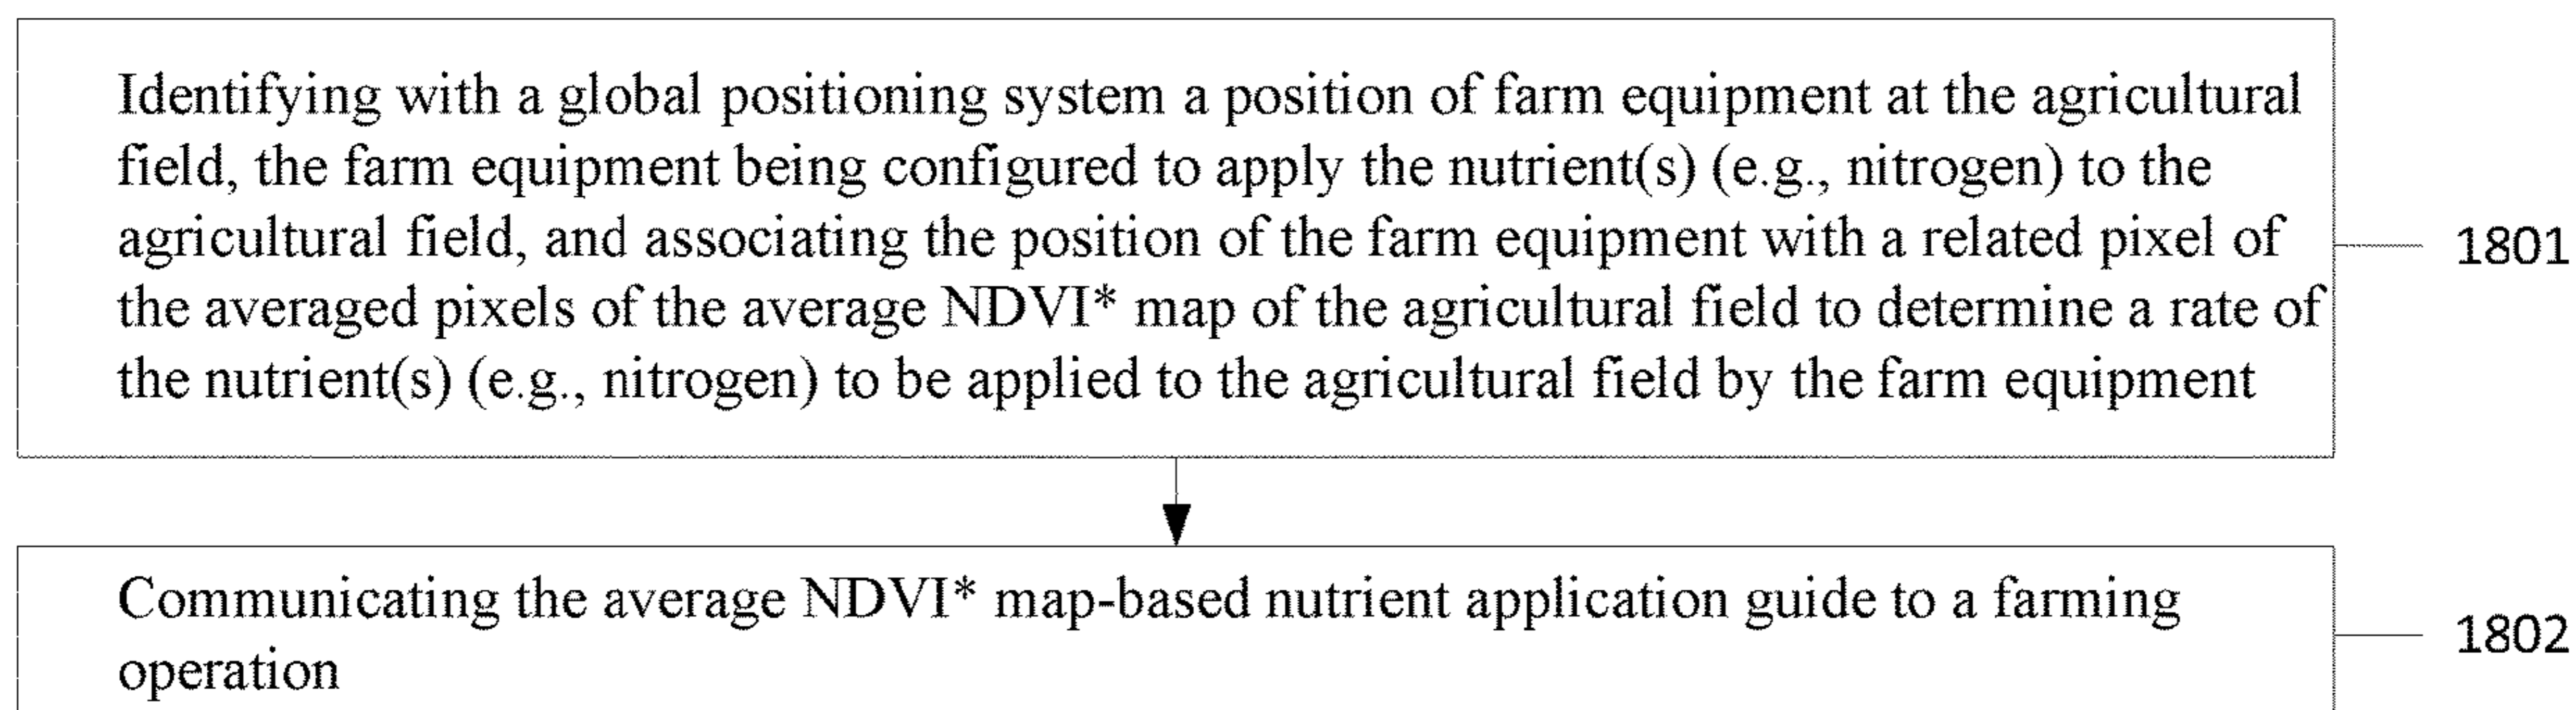 Identifying with a global positioning system a position of farm equipment at the agricultural
field, the farm equipment being configured to apply the nutrient(s) (e.g., nitrogen) to the
agricultural field, and associating the position of the farm equipment with a related pixel of
the averaged pixels of the average NDVI* map of the agricultural field to determine a rate of
the nutrient(s) (e.g., nitrogen) to be applied to the agricultural field by the farm equipment
1801
Communicating the average NDVI* map-based nutrient application guide to a farming
operation
1802